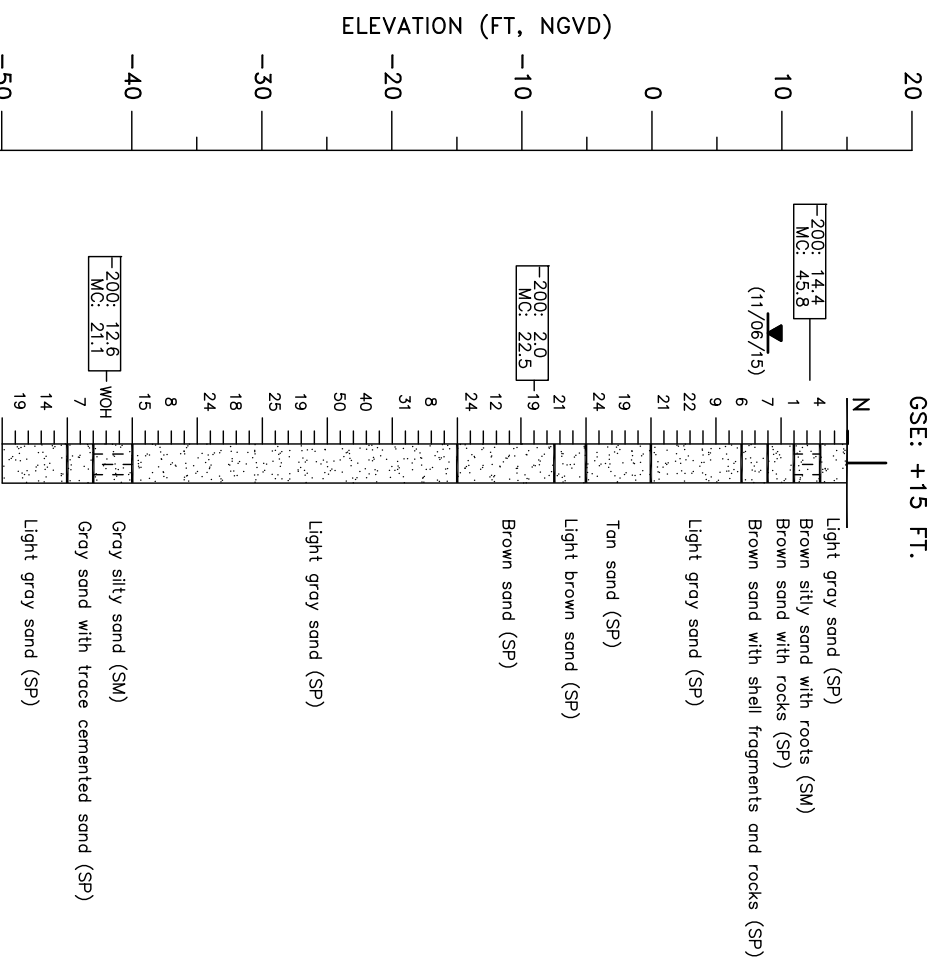 GSE: +15 FT.
ELEVATION (FT, NGVD)
20
10
0
-10
-20
-30
-40
-50
N
4
1
7
6
9
22
21
19
24
21
19
12
24
8
31
40
50
19
25
18
24
8
15
WOH
7
14
19
-200: 14.4
MC: 45.8
(11/06/15)
-200: 2.0
MC: 22.5
-200: 12.6
MC: 21.1
Light gray sand (SP)
Brown sitly sand with roots (SM)
Brown sand with rocks (SP)
Brown sand with shell fragments and rocks (SP)
Light gray sand (SP)
Tan sand (SP)
Light brown sand (SP)
Brown sand (SP)
Light gray sand (SP)
Gray silty sand (SM)
Gray sand with trace cemented sand (SP)
Light gray sand (SP)